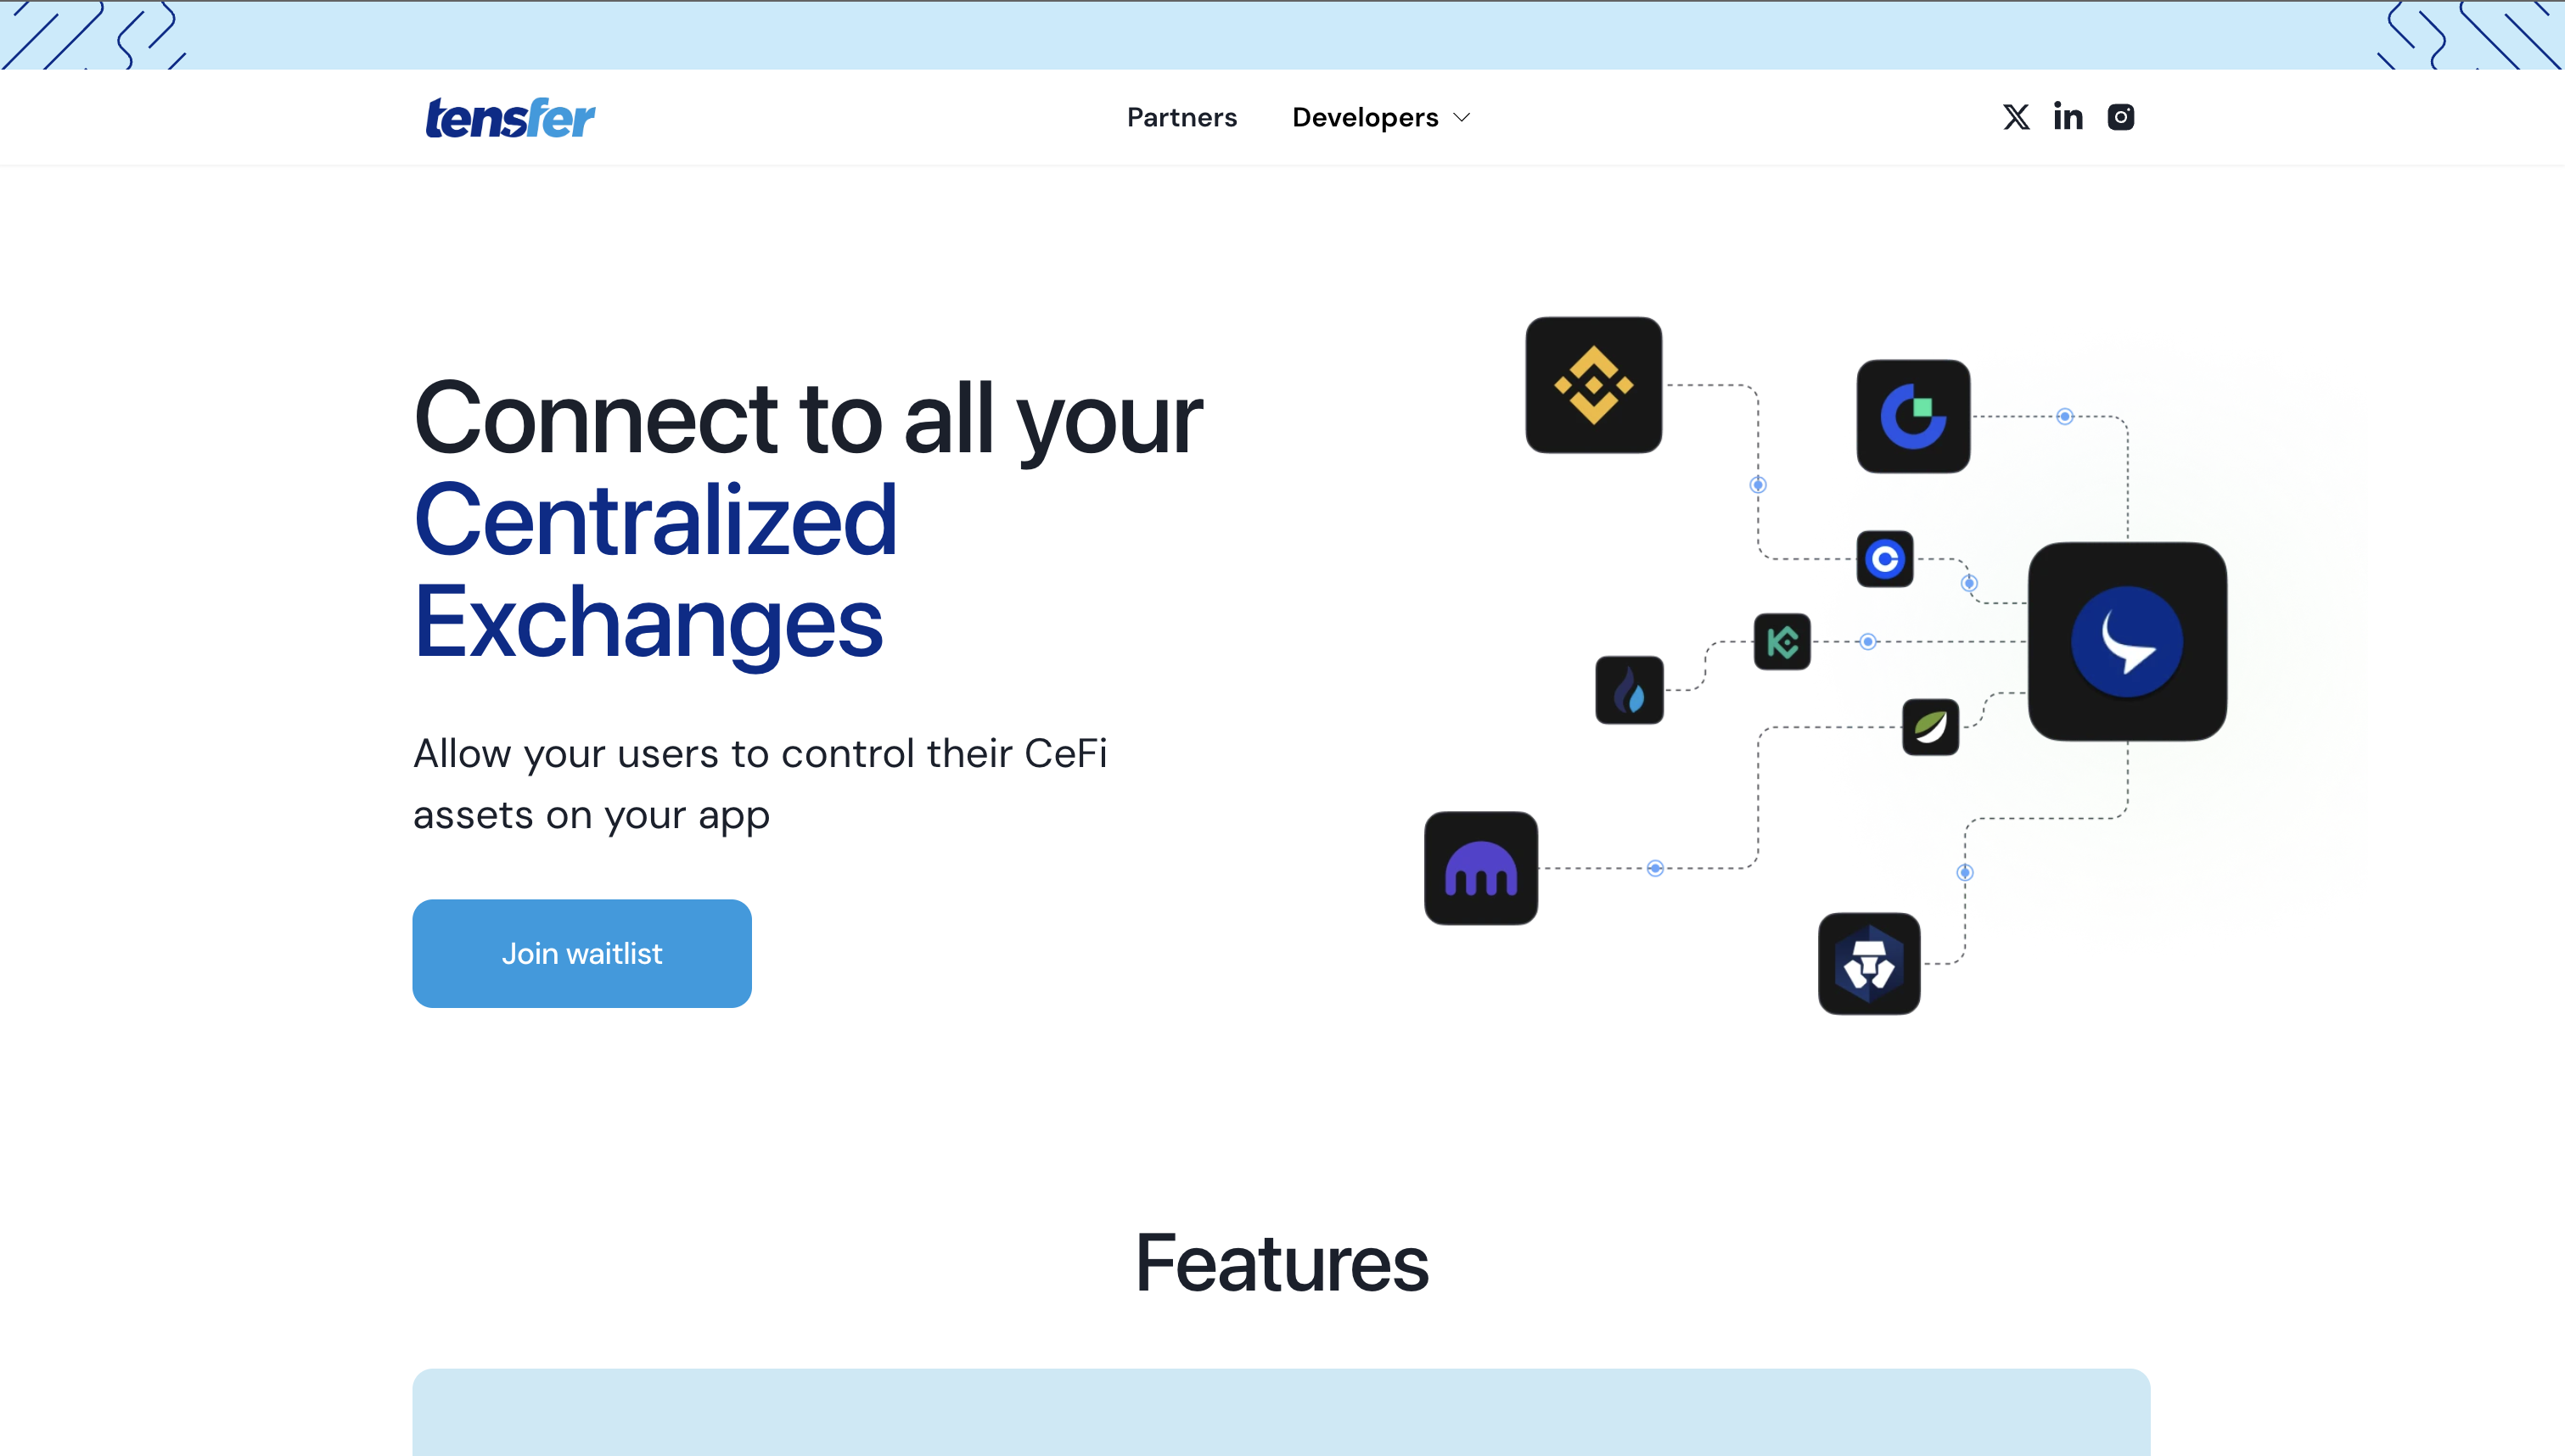 tensfer
Partners
Developers
Connect to all your
Centralized
Exchanges
Allow your users to control their CeFi
assets on your app
Join waitlist
Features